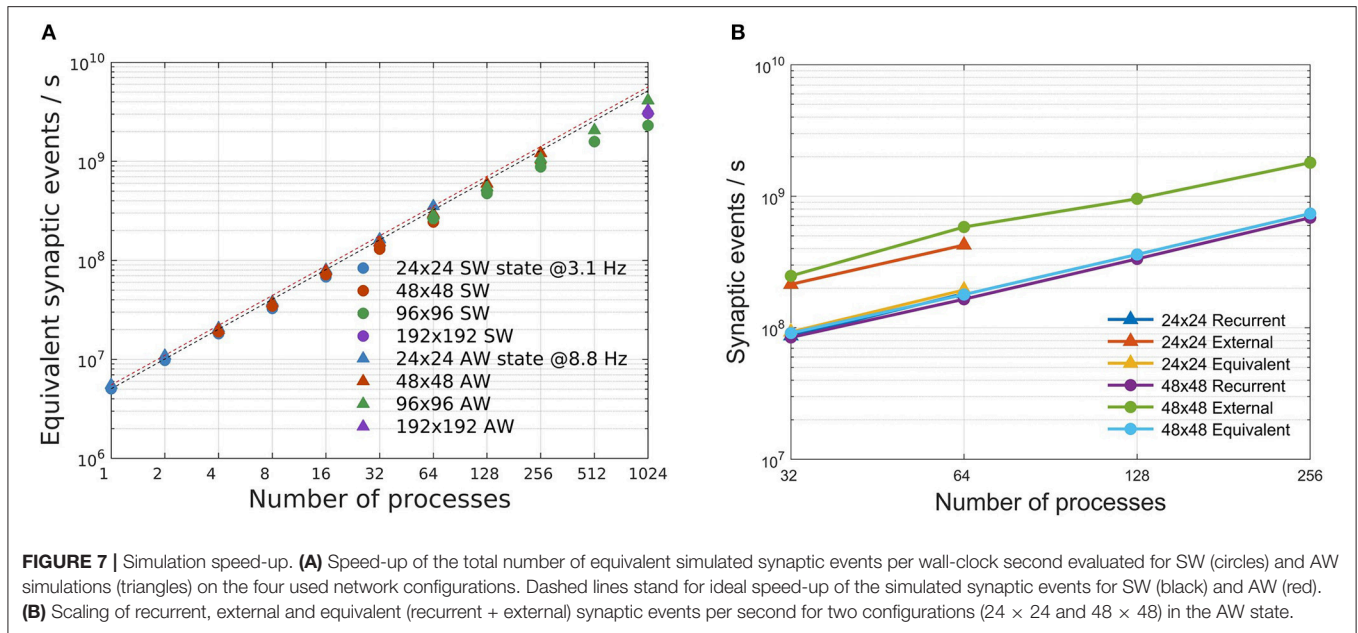 A
Equivalent synaptic events / s
10^10
10^9
10^8
10^7
10^6
24x24 SW state @3.1 Hz
48x48 SW
96x96 SW
192x192 SW
24x24 AW state @8.8 Hz
48x48 AW
96x96 AW
192x192 AW
1 2 4 8 16 32 64 128 256 512 1024
Number of processes
B
Synaptic events / s
10^10
10^9
10^8
10^7
24x24 Recurrent
24x24 External
24x24 Equivalent
48x48 Recurrent
48x48 External
48x48 Equivalent
32 64 128 256
Number of processes
FIGURE 7 | Simulation speed-up. (A) Speed-up of the total number of equivalent simulated synaptic events per wall-clock second evaluated for SW (circles) and AW
simulations (triangles) on the four used network configurations. Dashed lines stand for ideal speed-up of the simulated synaptic events for SW (black) and AW (red).
(B) Scaling of recurrent, external and equivalent (recurrent + external) synaptic events per second for two configurations (24 × 24 and 48 × 48) in the AW state.